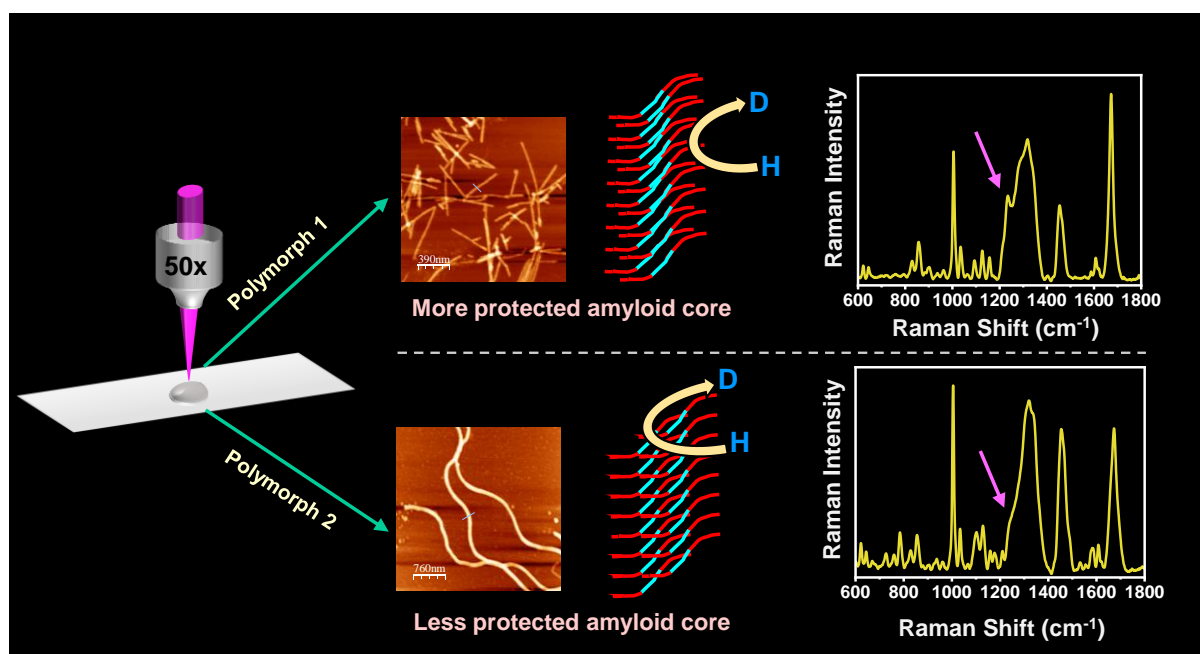 50x
Polymorph 1
Polymorph 2
390nm
D
H
More protected amyloid core
Raman Intensity
600 800 1000 1200 1400 1600 1800
Raman Shift (cm⁻¹)
760nm
D
H
Less protected amyloid core
Raman Intensity
600 800 1000 1200 1400 1600 1800
Raman Shift (cm⁻¹)